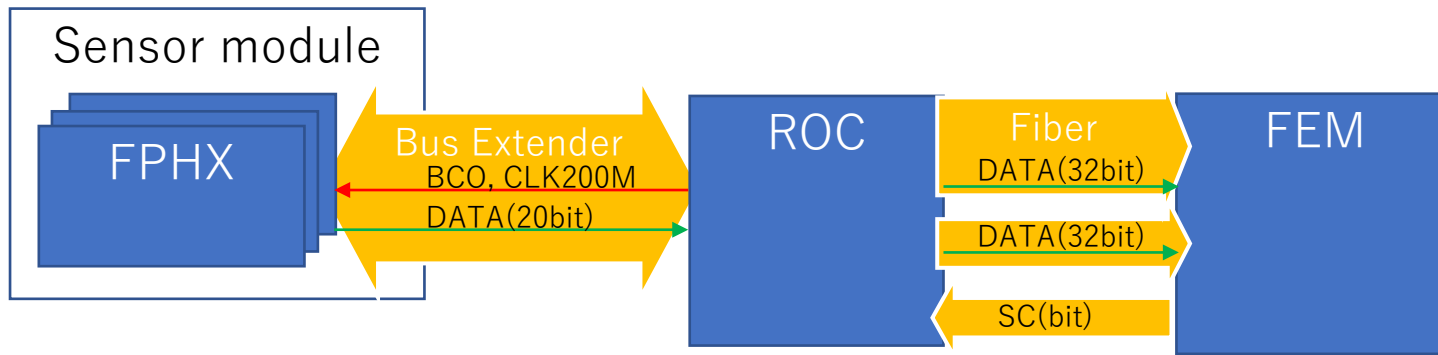 Sensor module
FPHX
Bus Extender
BCO, CLK200M
DATA(20bit)
ROC
Fiber
DATA(32bit)
DATA(32bit)
SC(bit)
FEM